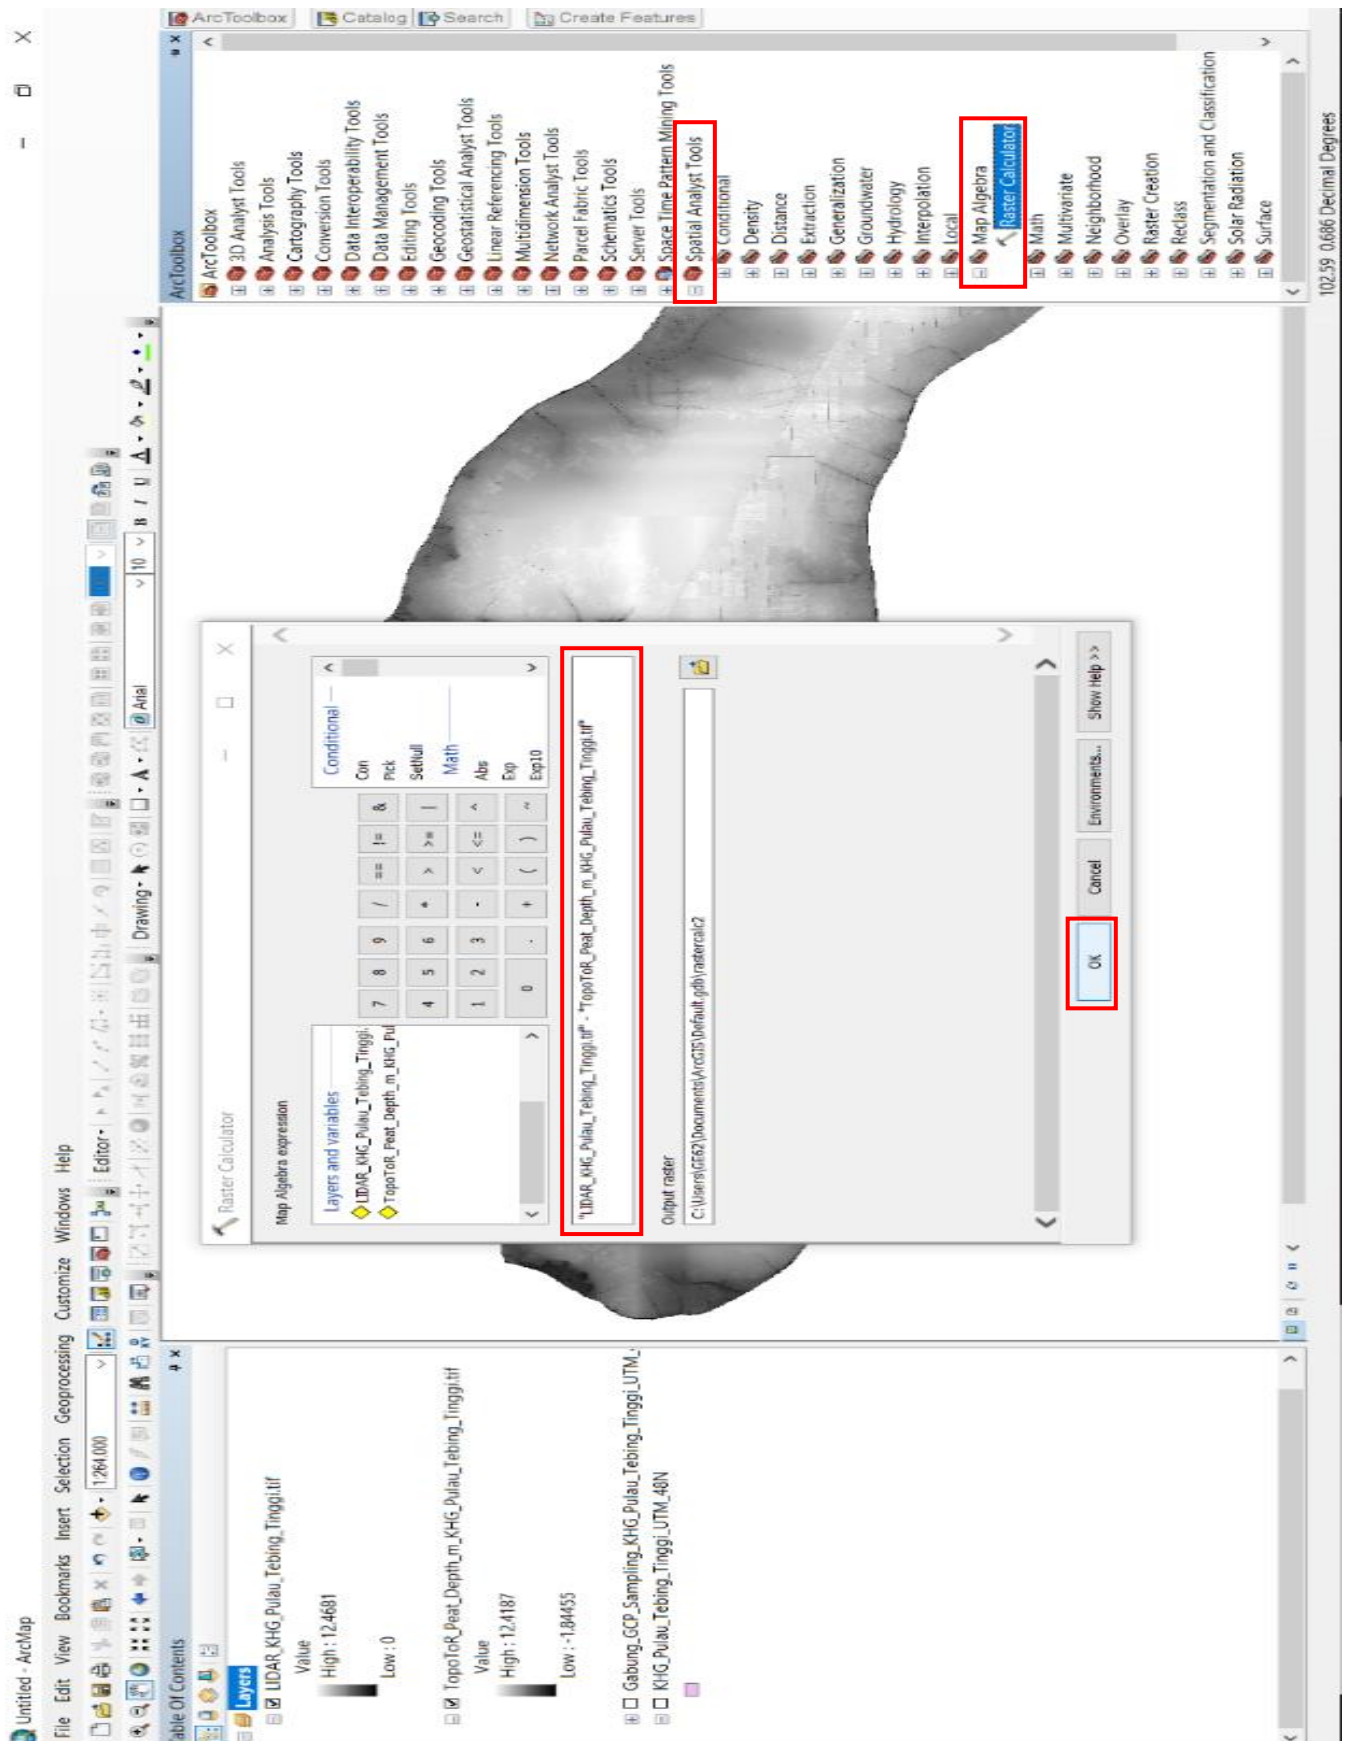 Untitled - ArcMap
File Edit View Bookmarks Insert Selection Geoprocessing Customize Windows Help
1:264.000
Editor
Drawing
Arial
10
B I U A
Table Of Contents
Layers
LIDAR_KHG_Pulau_Tebing_Tinggi.tif
Value
High : 12.4681
Low : 0
TopoToR_Peat_Depth_m_KHG_Pulau_Tebing_Tinggi.tif
Value
High : 12.4187
Low : -1.84455
Gabung_GCP_Sampling_KHG_Pulau_Tebing_Tinggi_UTM_
KHG_Pulau_Tebing_Tinggi_UTM_48N
Raster Calculator
Map Algebra expression
Layers and variables
LIDAR_KHG_Pulau_Tebing_Tinggi.
TopoToR_Peat_Depth_m_KHG_Pul
7 8 9 / == != &
4 5 6 * > >= |
1 2 3 - < <= ^
0 . + ( ) ~
Conditional
Con
Pick
SetNull
Math
Abs
Exp
Exp10
"LIDAR_KHG_Pulau_Tebing_Tinggi.tif" - "TopoToR_Peat_Depth_m_KHG_Pulau_Tebing_Tinggi.tif"
Output raster
C:\Users\GE62\Documents\ArcGIS\Default.gdb\rastercalc2
OK
Cancel
Environments...
Show Help >>
ArcToolbox
ArcToolbox
3D Analyst Tools
Analysis Tools
Cartography Tools
Conversion Tools
Data Interoperability Tools
Data Management Tools
Editing Tools
Geocoding Tools
Geostatistical Analyst Tools
Linear Referencing Tools
Multidimension Tools
Network Analyst Tools
Parcel Fabric Tools
Schematics Tools
Server Tools
Space Time Pattern Mining Tools
Spatial Analyst Tools
Conditional
Density
Distance
Extraction
Generalization
Groundwater
Hydrology
Interpolation
Local
Map Algebra
Raster Calculator
Math
Multivariate
Neighborhood
Overlay
Raster Creation
Reclass
Segmentation and Classification
Solar Radiation
Surface
ArcToolbox
Catalog
Search
Create Features
102.59 0.686 Decimal Degrees